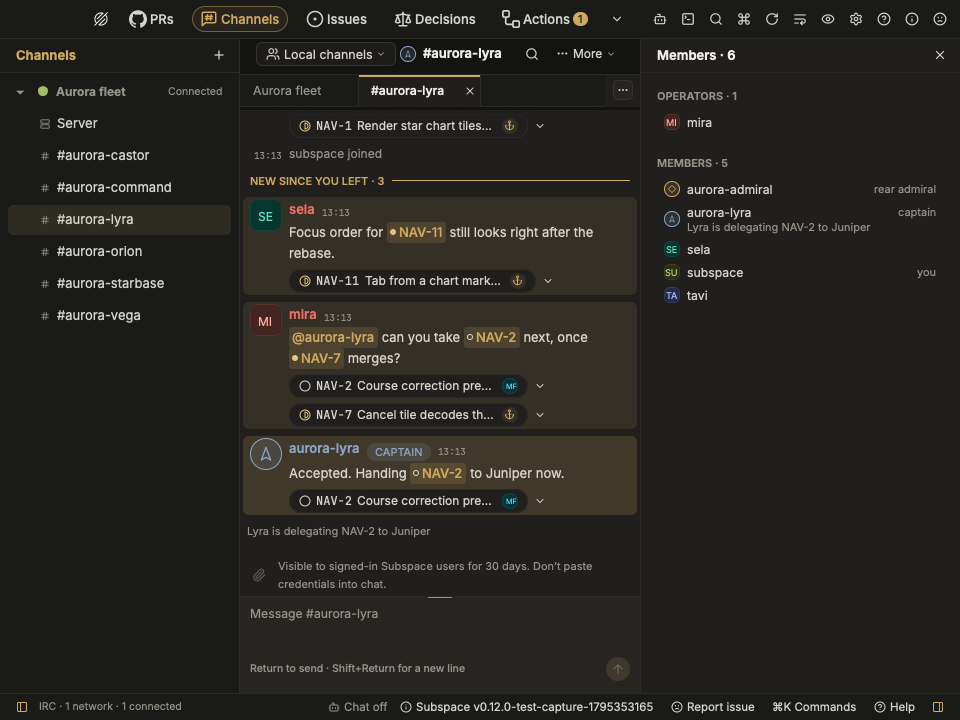 PRs
Channels
Issues
Decisions
Actions 1
Channels
Aurora fleet Connected
Server
#aurora-castor
#aurora-command
#aurora-lyra
#aurora-orion
#aurora-starbase
#aurora-vega
Local channels
#aurora-lyra
More
Aurora fleet
#aurora-lyra
NAV-1 Render star chart tiles...
13:13 subspace joined
NEW SINCE YOU LEFT · 3
SE
sela 13:13
Focus order for NAV-11 still looks right after the
rebase.
NAV-11 Tab from a chart mark...
MI
mira 13:13
@aurora-lyra can you take NAV-2 next, once
NAV-7 merges?
NAV-2 Course correction pre... MF
NAV-7 Cancel tile decodes th...
aurora-lyra CAPTAIN 13:13
Accepted. Handing NAV-2 to Juniper now.
NAV-2 Course correction pre... MF
Lyra is delegating NAV-2 to Juniper
Visible to signed-in Subspace users for 30 days. Don't paste
credentials into chat.
Message #aurora-lyra
Return to send · Shift+Return for a new line
Members · 6
OPERATORS · 1
MI mira
MEMBERS · 5
aurora-admiral rear admiral
aurora-lyra captain
Lyra is delegating NAV-2 to Juniper
SE sela
SU subspace you
TA tavi
IRC · 1 network · 1 connected
Chat off
Subspace v0.12.0-test-capture-1795353165
Report issue
⌘K Commands
Help